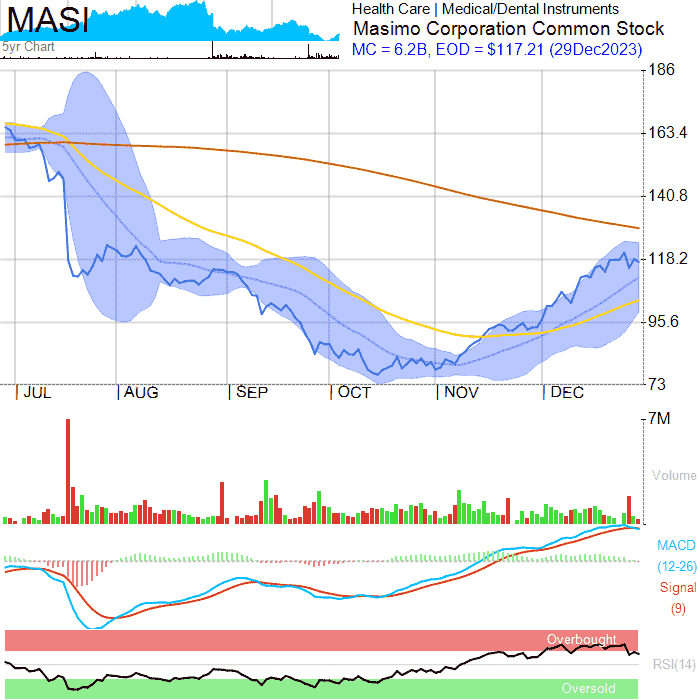 MASI
5yr Chart
Health Care | Medical/Dental Instruments
Masimo Corporation Common Stock
MC = 6.2B, EOD = $117.21 (29Dec2023)
186
163.4
140.8
118.2
95.6
73
JUL AUG SEP OCT NOV DEC
7M
Volume
MACD
(12-26)
Signal
(9)
Overbought
RSI(14)
Oversold